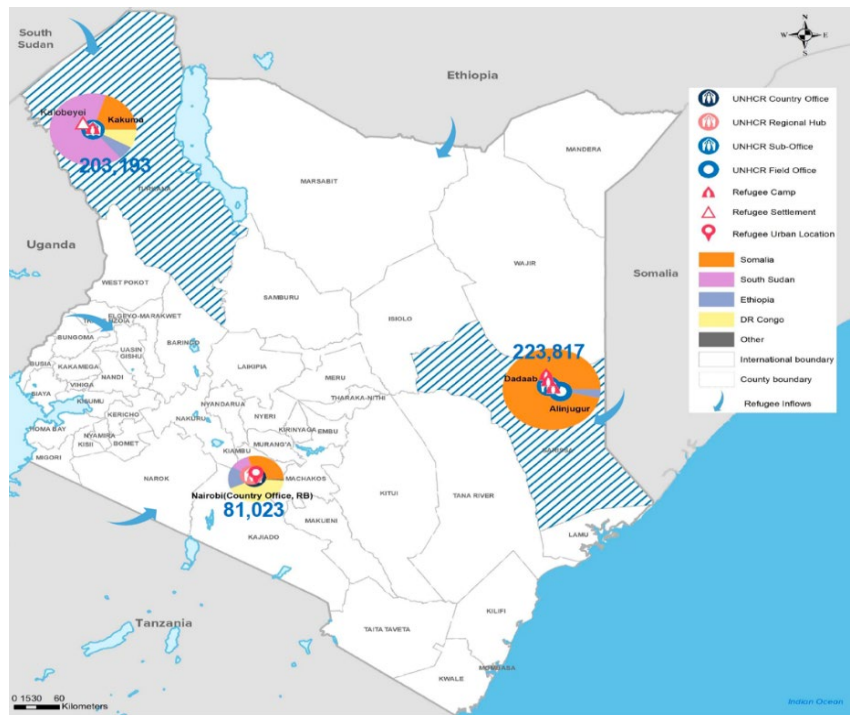 South
Sudan
Ethiopia
N
W E
S
UNHCR Country Office
UNHCR Regional Hub
UNHCR Sub-Office
UNHCR Field Office
Refugee Camp
Refugee Settlement
Refugee Urban Location
Somalia
South Sudan
Ethiopia
DR Congo
Other
International boundary
County boundary
Refugee Inflows
Kalobeyei
Kakuma
203,193
TURKANA
MANDERA
MARSABIT
Uganda
WAJIR
Somalia
WEST POKOT
SAMBURU
ISIOLO
ELGEYO-MARAKWET
BUNGOMA
UASIN
GISHU
BARINGO
BUSIA
KAKAMEGA
NANDI
LAIKIPIA
MERU
VIHIGA
SIAYA
KISUMU
THARAKA-NITHI
223,817
Dadaab
Alinjugur
GARISSA
NYANDARUA
NYERI
KERICHO
NAKURU
HOMA BAY
NYAMIRA
KISII
BOMET
KIRINYAGA
EMBU
MURANG'A
KIAMBU
MIGORI
NAROK
MACHAKOS
Nairobi(Country Office, RB)
81,023
KITUI
TANA RIVER
MAKUENI
KAJIADO
LAMU
Tanzania
TAITA TAVETA
KILIFI
KWALE
MOMBASA
0 1530 60
Kilometers
Indian Ocean